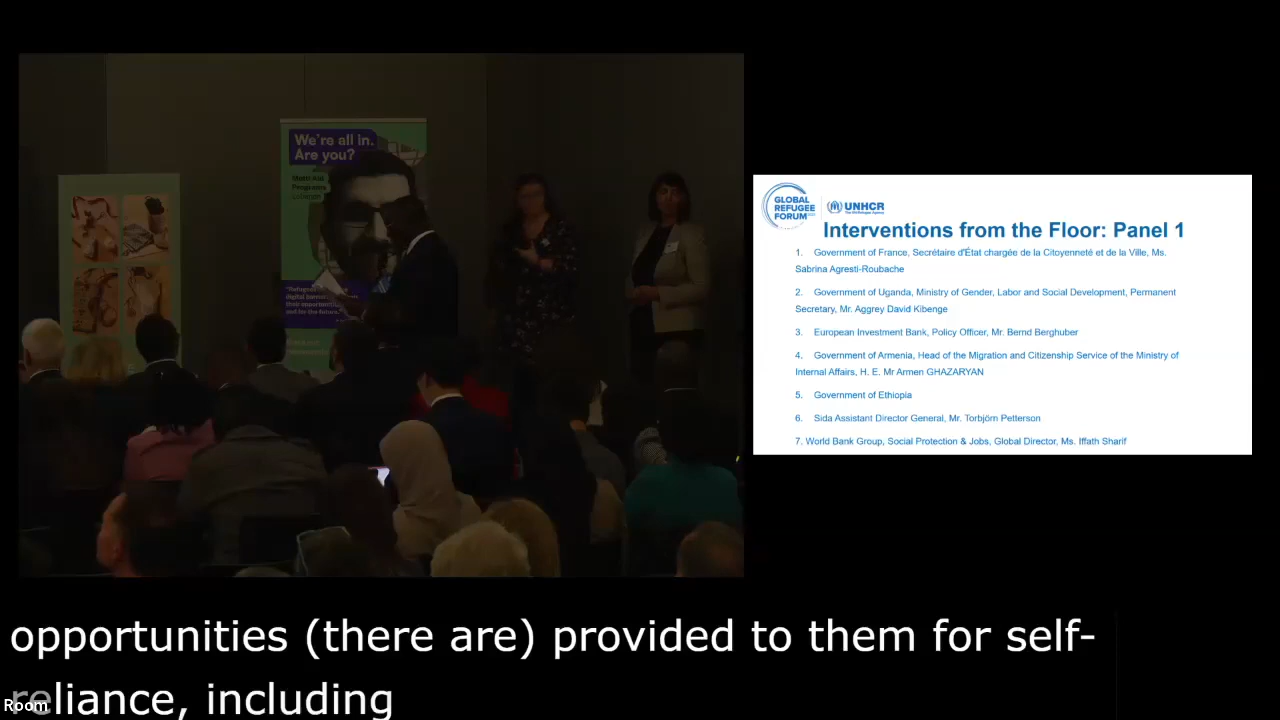 We're all in.
Are you?
GLOBAL
REFUGEE
FORUM
UNHCR
The UN Refugee Agency
Interventions from the Floor: Panel 1
1. Government of France, Secrétaire d'État chargée de la Citoyenneté et de la Ville, Ms.
Sabrina Agresti-Roubache
2. Government of Uganda, Ministry of Gender, Labor and Social Development, Permanent
Secretary, Mr. Aggrey David Kibenge
3. European Investment Bank, Policy Officer, Mr. Bernd Berghuber
4. Government of Armenia, Head of the Migration and Citizenship Service of the Ministry of
Internal Affairs, H. E. Mr Armen GHAZARYAN
5. Government of Ethiopia
6. Sida Assistant Director General, Mr. Torbjörn Petterson
7. World Bank Group, Social Protection & Jobs, Global Director, Ms. Iffath Sharif
opportunities (there are) provided to them for self-
reliance, including
Room